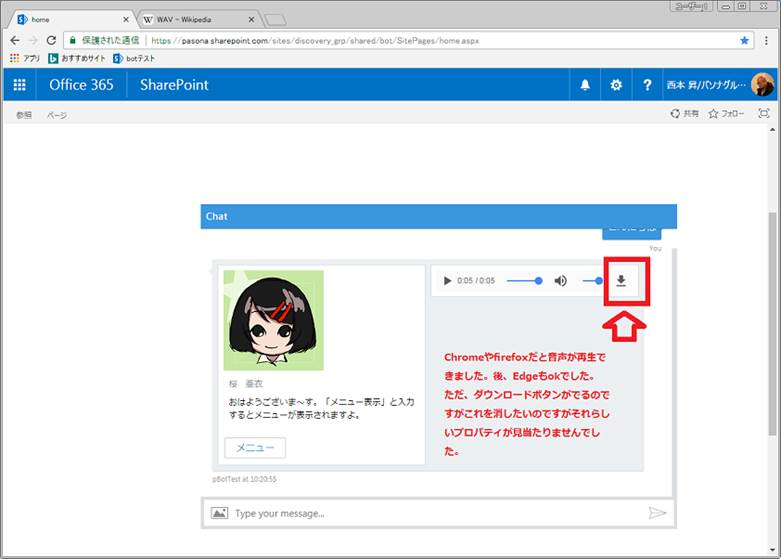 ユーザー1
home
WAV - Wikipedia
保護された通信
https://pasona.sharepoint.com/sites/discovery_grp/shared/bot/SitePages/home.aspx
アプリ おすすめサイト botテスト
Office 365 SharePoint 西本 昇/パソナグル…
参照 ページ 共有 フォロー
Chat
You
0:05 / 0:05
桜 亜衣
おはようございま～す。「メニュー表示」と入力
するとメニューが表示されますよ。
メニュー
Chromeやfirefoxだと音声が再生で
きました。後、Edgeもokでした。
ただ、ダウンロードボタンがでるので
すがこれを消したいのですがそれらし
いプロパティが見当たりませんでし
た。
pBotTest at 10:20:55
Type your message...